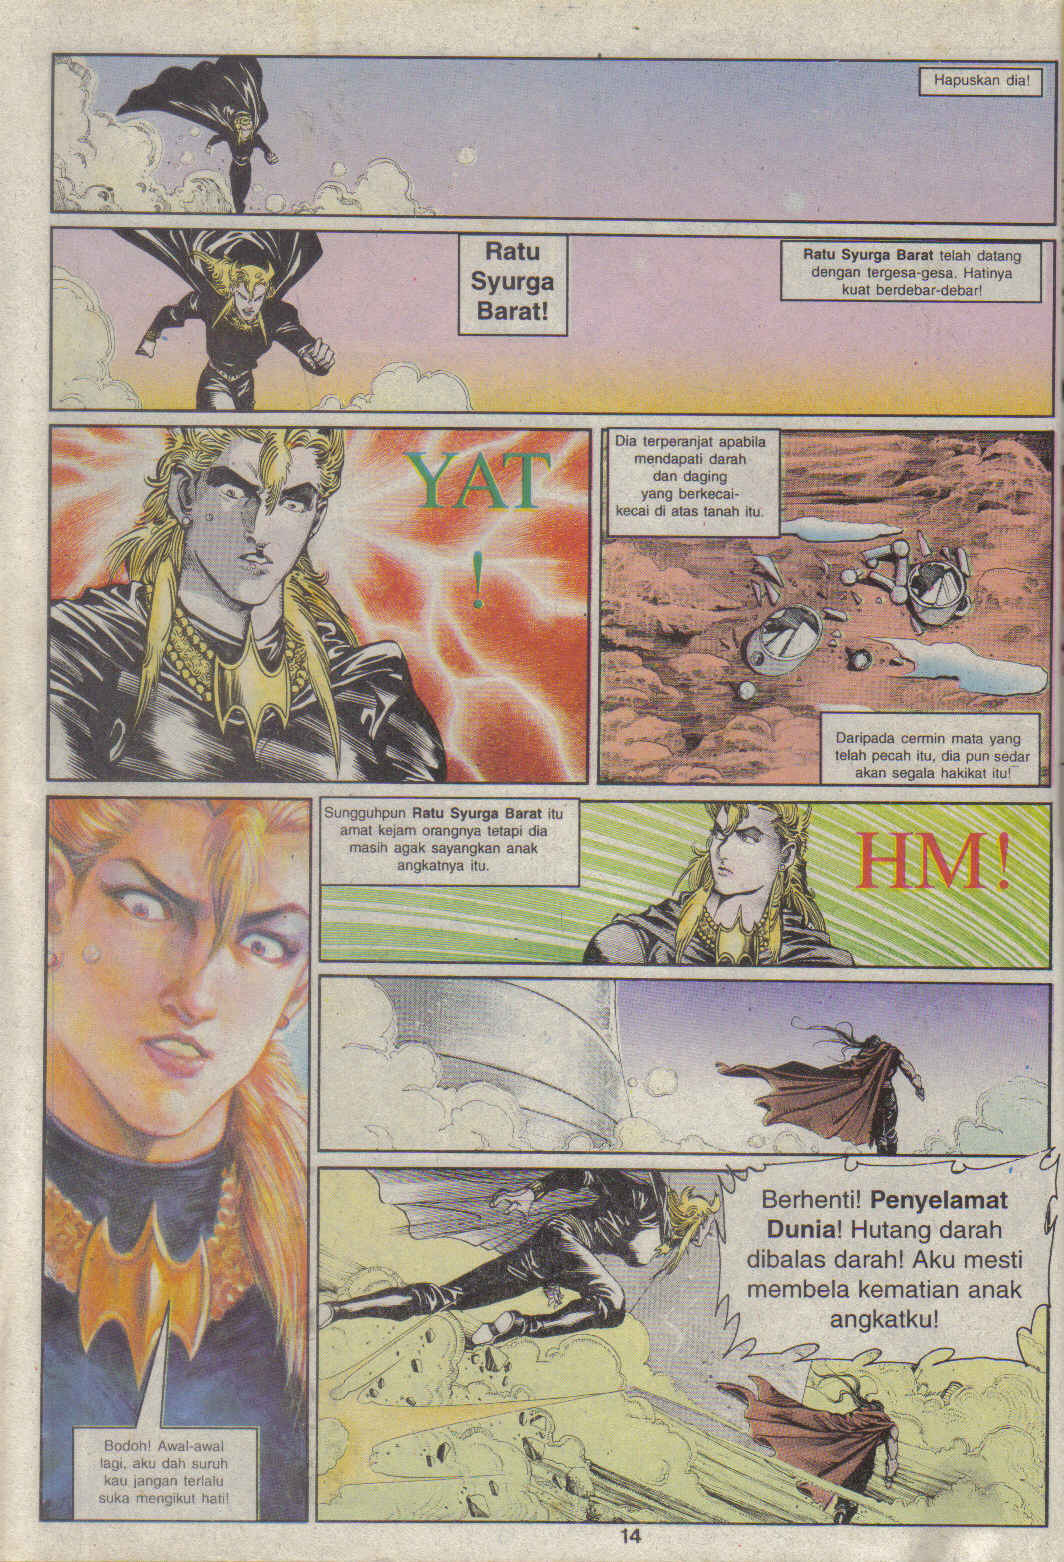 Hapuskan dia!
Ratu
Syurga
Barat!
Ratu Syurga Barat telah datang
dengan tergesa-gesa. Hatinya
kuat berdebar-debar!
YAT
!
Dia terperanjat apabila
mendapati darah
dan daging
yang berkecai-
kecai di atas tanah itu.
Daripada cermin mata yang
telah pecah itu, dia pun sedar
akan segala hakikat itu!
Sungguhpun Ratu Syurga Barat itu
amat kejam orangnya tetapi dia
masih agak sayangkan anak
angkatnya itu.
HM!
Bodoh! Awal-awal
lagi, aku dah suruh
kau jangan terlalu
suka mengikut hati!
Berhenti! Penyelamat
Dunia! Hutang darah
dibalas darah! Aku mesti
membela kematian anak
angkatku!
14